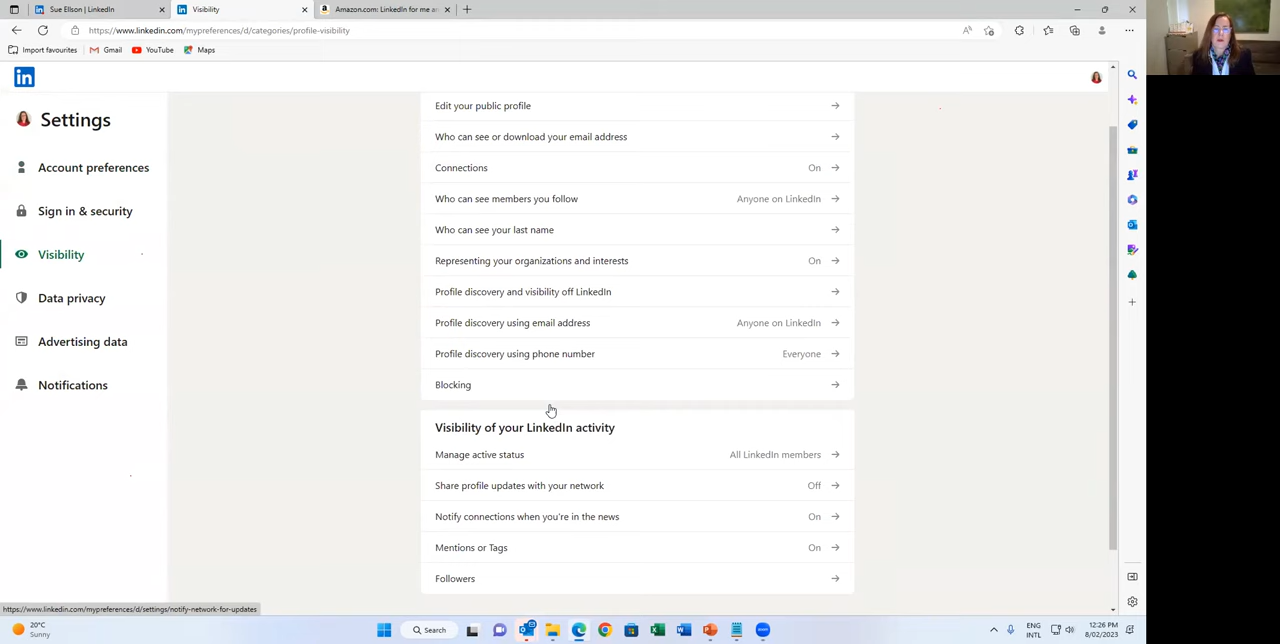 Sue Ellson | LinkedIn
Visibility
Amazon.com: LinkedIn for me an
https://www.linkedin.com/mypreferences/d/categories/profile-visibility
Import favourites
Gmail
YouTube
Maps
in
Settings
Account preferences
Sign in & security
Visibility
Data privacy
Advertising data
Notifications
Edit your public profile
Who can see or download your email address
Connections On
Who can see members you follow Anyone on LinkedIn
Who can see your last name
Representing your organizations and interests On
Profile discovery and visibility off LinkedIn
Profile discovery using email address Anyone on LinkedIn
Profile discovery using phone number Everyone
Blocking
Visibility of your LinkedIn activity
Manage active status All LinkedIn members
Share profile updates with your network Off
Notify connections when you're in the news On
Mentions or Tags On
Followers
https://www.linkedin.com/mypreferences/d/settings/notify-network-for-updates
20°C
Sunny
Search
ENG
INTL
12:26 PM
8/02/2023